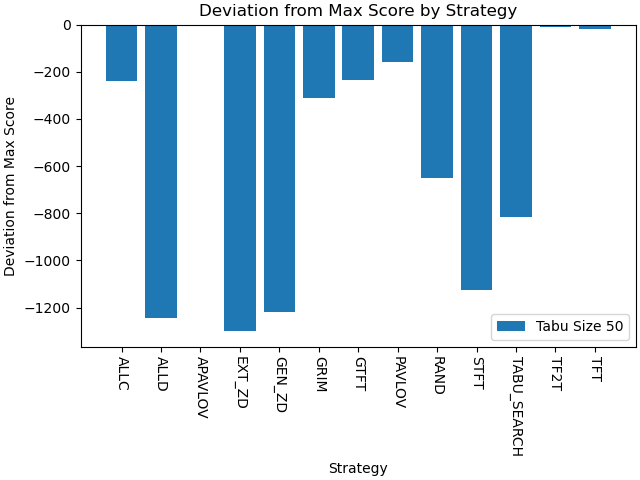 Deviation from Max Score by Strategy
Deviation from Max Score
0
−200
−400
−600
−800
−1000
−1200
Tabu Size 50
ALLC
ALLD
APAVLOV
EXT_ZD
GEN_ZD
GRIM
GTFT
PAVLOV
RAND
STFT
TABU_SEARCH
TF2T
TFT
Strategy